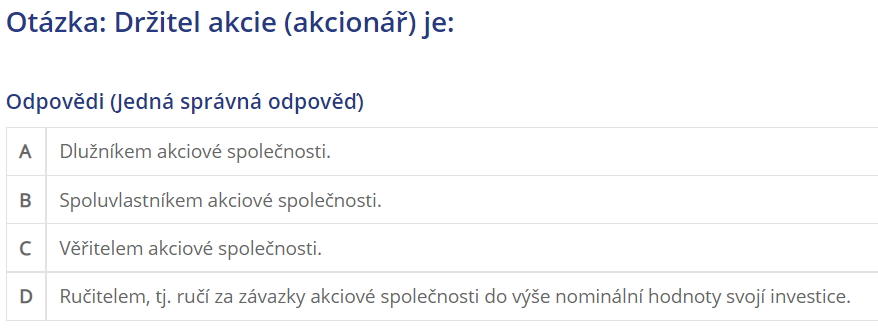 Otázka: Držitel akcie (akcionář) je:
Odpovědi (Jedná správná odpověď)
A Dlužníkem akciové společnosti.
B Spoluvlastníkem akciové společnosti.
C Věřitelem akciové společnosti.
D Ručitelem, tj. ručí za závazky akciové společnosti do výše nominální hodnoty svojí investice.